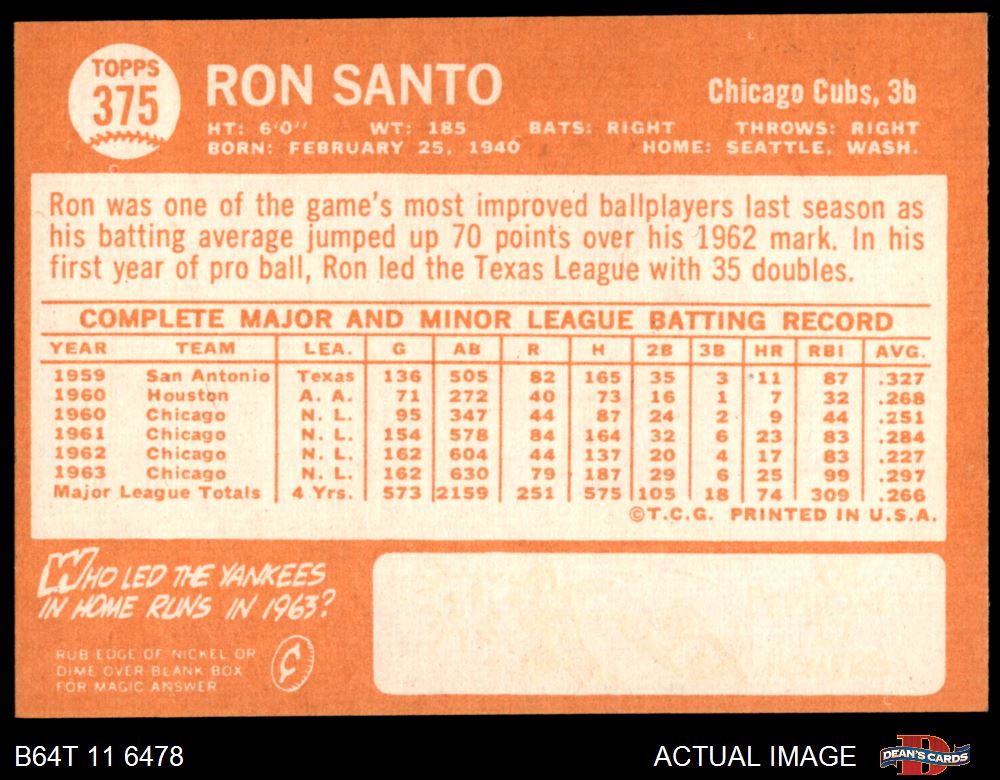 TOPPS
375
RON SANTO
Chicago Cubs, 3b
HT: 6'0" WT: 185 BATS: RIGHT THROWS: RIGHT
BORN: FEBRUARY 25, 1940 HOME: SEATTLE, WASH.
Ron was one of the game's most improved ballplayers last season as
his batting average jumped up 70 points over his 1962 mark. In his
first year of pro ball, Ron led the Texas League with 35 doubles.
COMPLETE MAJOR AND MINOR LEAGUE BATTING RECORD
YEAR TEAM LEA. G AB R H 2B 3B HR RBI AVG.
1959 San Antonio Texas 136 505 82 165 35 3 11 87 .327
1960 Houston A. A. 71 272 40 73 16 1 7 32 .268
1960 Chicago N. L. 95 347 44 87 24 2 9 44 .251
1961 Chicago N. L. 154 578 84 164 32 6 23 83 .284
1962 Chicago N. L. 162 604 44 137 20 4 17 83 .227
1963 Chicago N. L. 162 630 79 187 29 6 25 99 .297
Major League Totals 4 Yrs. 573 2159 251 575 105 18 74 309 .266
©T.C.G. PRINTED IN U.S.A.
WHO LED THE YANKEES
IN HOME RUNS IN 1963?
RUB EDGE OF NICKEL OR
DIME OVER BLANK BOX
FOR MAGIC ANSWER
¢
B64T 11 6478
ACTUAL IMAGE
D
DEAN'S CARDS